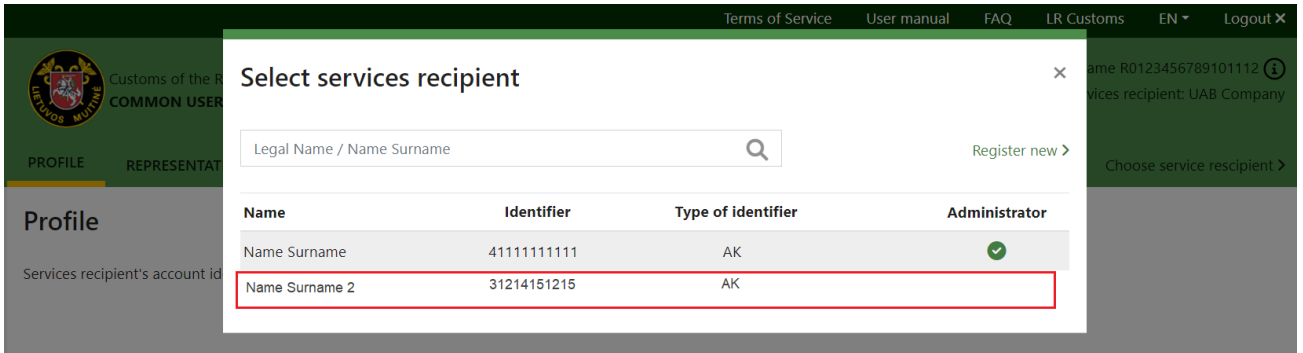 Terms of Service User manual FAQ LR Customs EN Logout
LIETUVOS MUITINĖ
Customs of the R
COMMON USER
ame R0123456789101112
vices recipient: UAB Company
PROFILE REPRESENTAT
Choose service rescipient
Select services recipient
Legal Name / Name Surname
Register new
Name Identifier Type of identifier Administrator
Name Surname 41111111111 AK
Name Surname 2 31214151215 AK
Profile
Services recipient's account id